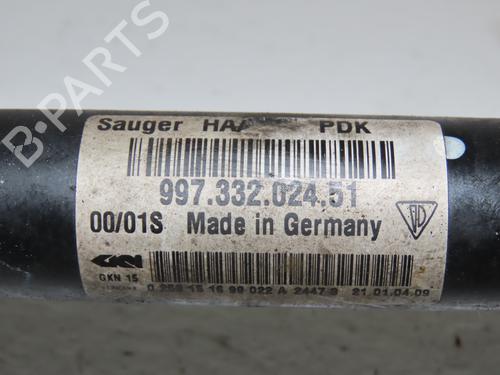 B-PARTS
Sauger HA PDK
997.332.024.51
00/01S Made in Germany
GKN 15
21.01.04.09